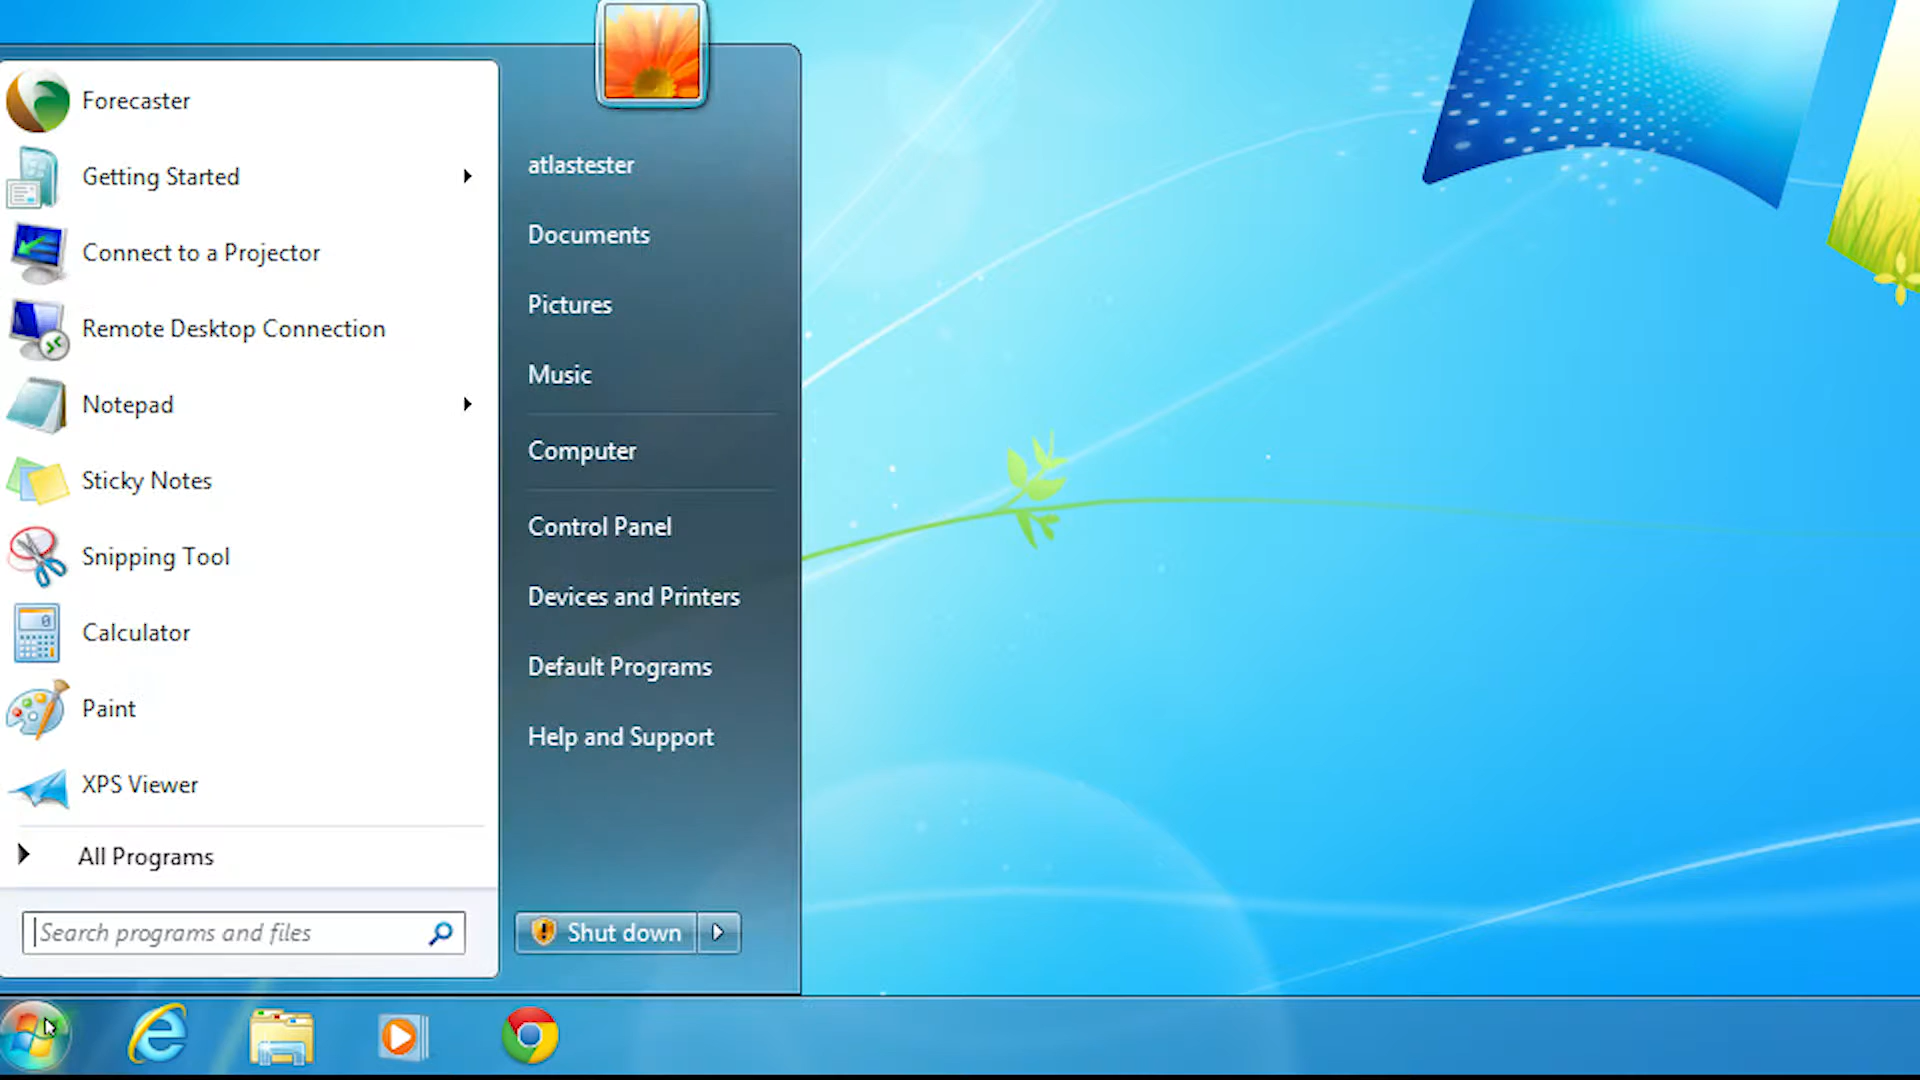 Forecaster
Getting Started
Connect to a Projector
Remote Desktop Connection
Notepad
Sticky Notes
Snipping Tool
Calculator
Paint
XPS Viewer
All Programs
Search programs and files
atlastester
Documents
Pictures
Music
Computer
Control Panel
Devices and Printers
Default Programs
Help and Support
Shut down